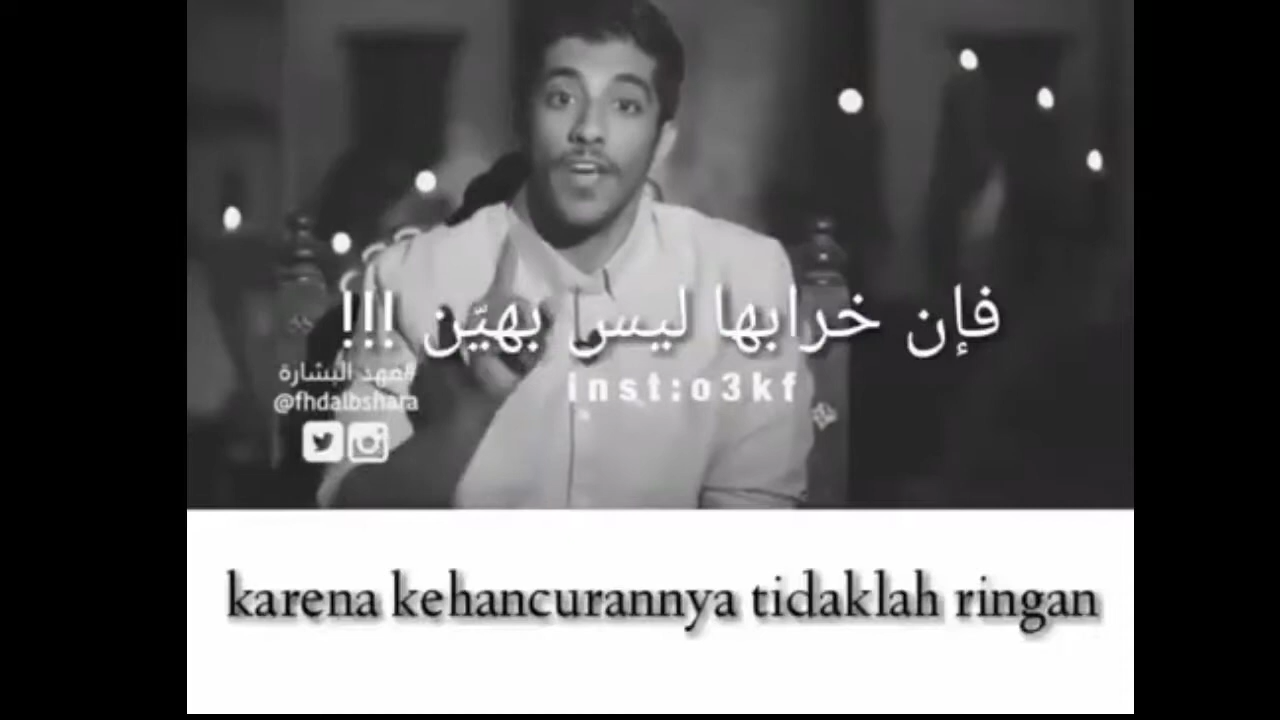 فإن خرابها ليس بهيّن !!!
#فهد البشارة
@fhdalbshara
inst:o3kf
karena kehancurannya tidaklah ringan